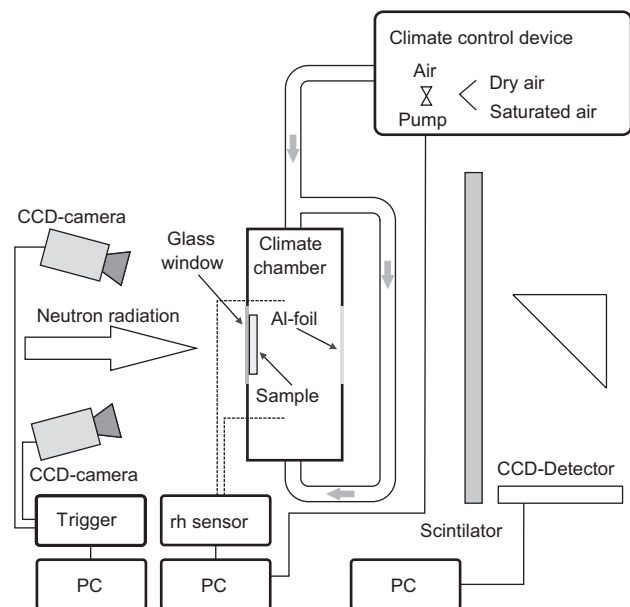 Climate control device
Air
Dry air
Pump
Saturated air
CCD-camera
Glass
window
Climate
chamber
Neutron radiation
Al-foil
Sample
CCD-camera
CCD-Detector
Trigger
rh sensor
Scintilator
PC
PC
PC